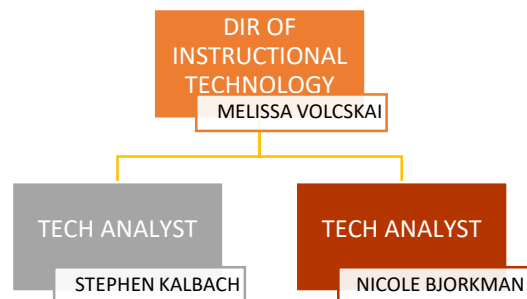 DIR OF
INSTRUCTIONAL
TECHNOLOGY
MELISSA VOLCSKAI
TECH ANALYST
STEPHEN KALBACH
TECH ANALYST
NICOLE BJORKMAN